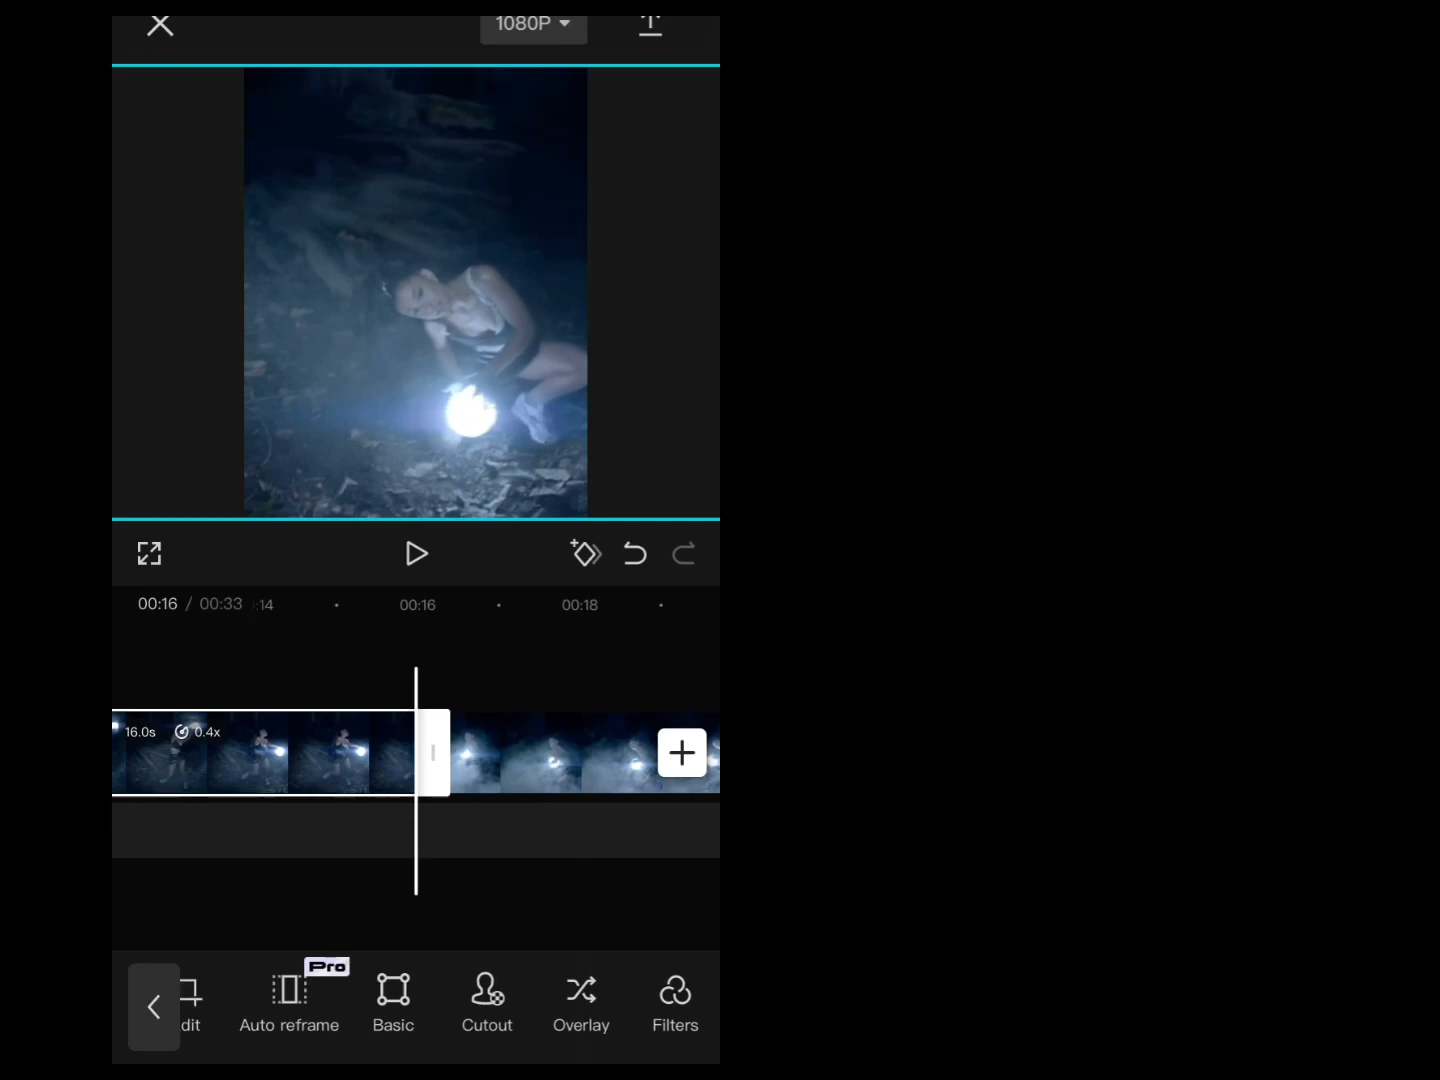 1080P
00:16 / 00:33 :14 00:16 00:18
16.0s 0.4x
Pro
dit Auto reframe Basic Cutout Overlay Filters